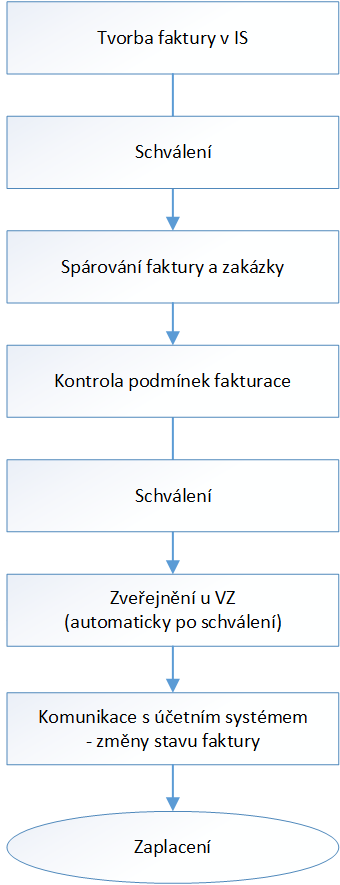 Tvorba faktury v IS
Schválení
Spárování faktury a zakázky
Kontrola podmínek fakturace
Schválení
Zveřejnění u VZ
(automaticky po schválení)
Komunikace s účetním systémem
- změny stavu faktury
Zaplacení